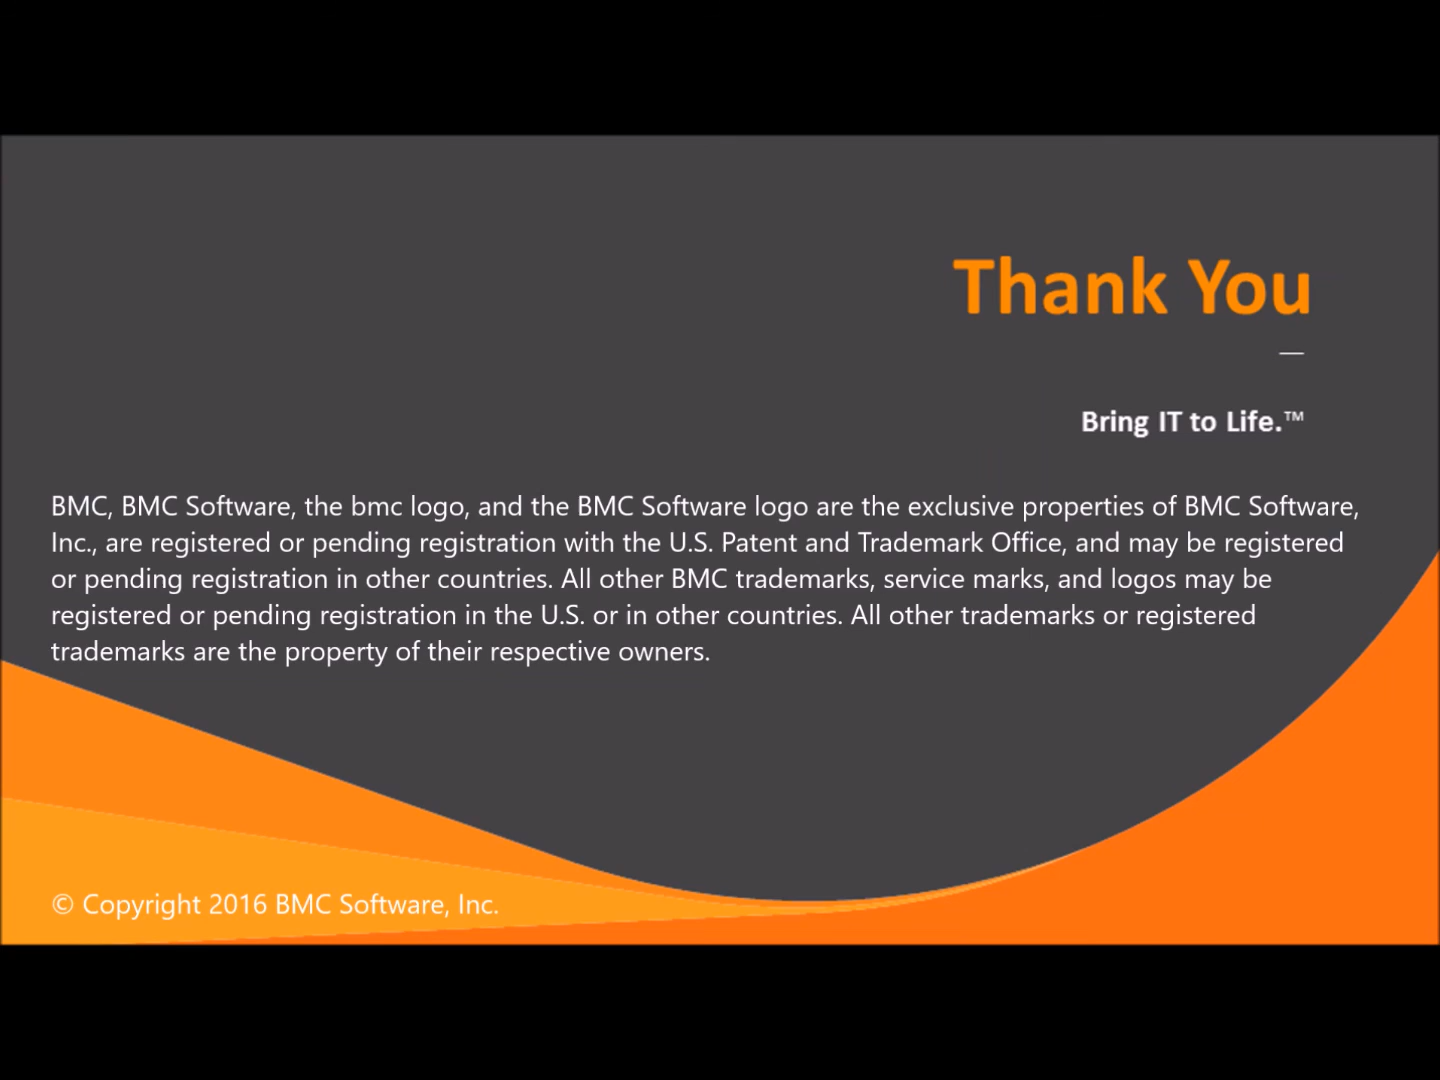 Thank You
—
Bring IT to Life.™
BMC, BMC Software, the bmc logo, and the BMC Software logo are the exclusive properties of BMC Software,
Inc., are registered or pending registration with the U.S. Patent and Trademark Office, and may be registered
or pending registration in other countries. All other BMC trademarks, service marks, and logos may be
registered or pending registration in the U.S. or in other countries. All other trademarks or registered
trademarks are the property of their respective owners.
© Copyright 2016 BMC Software, Inc.